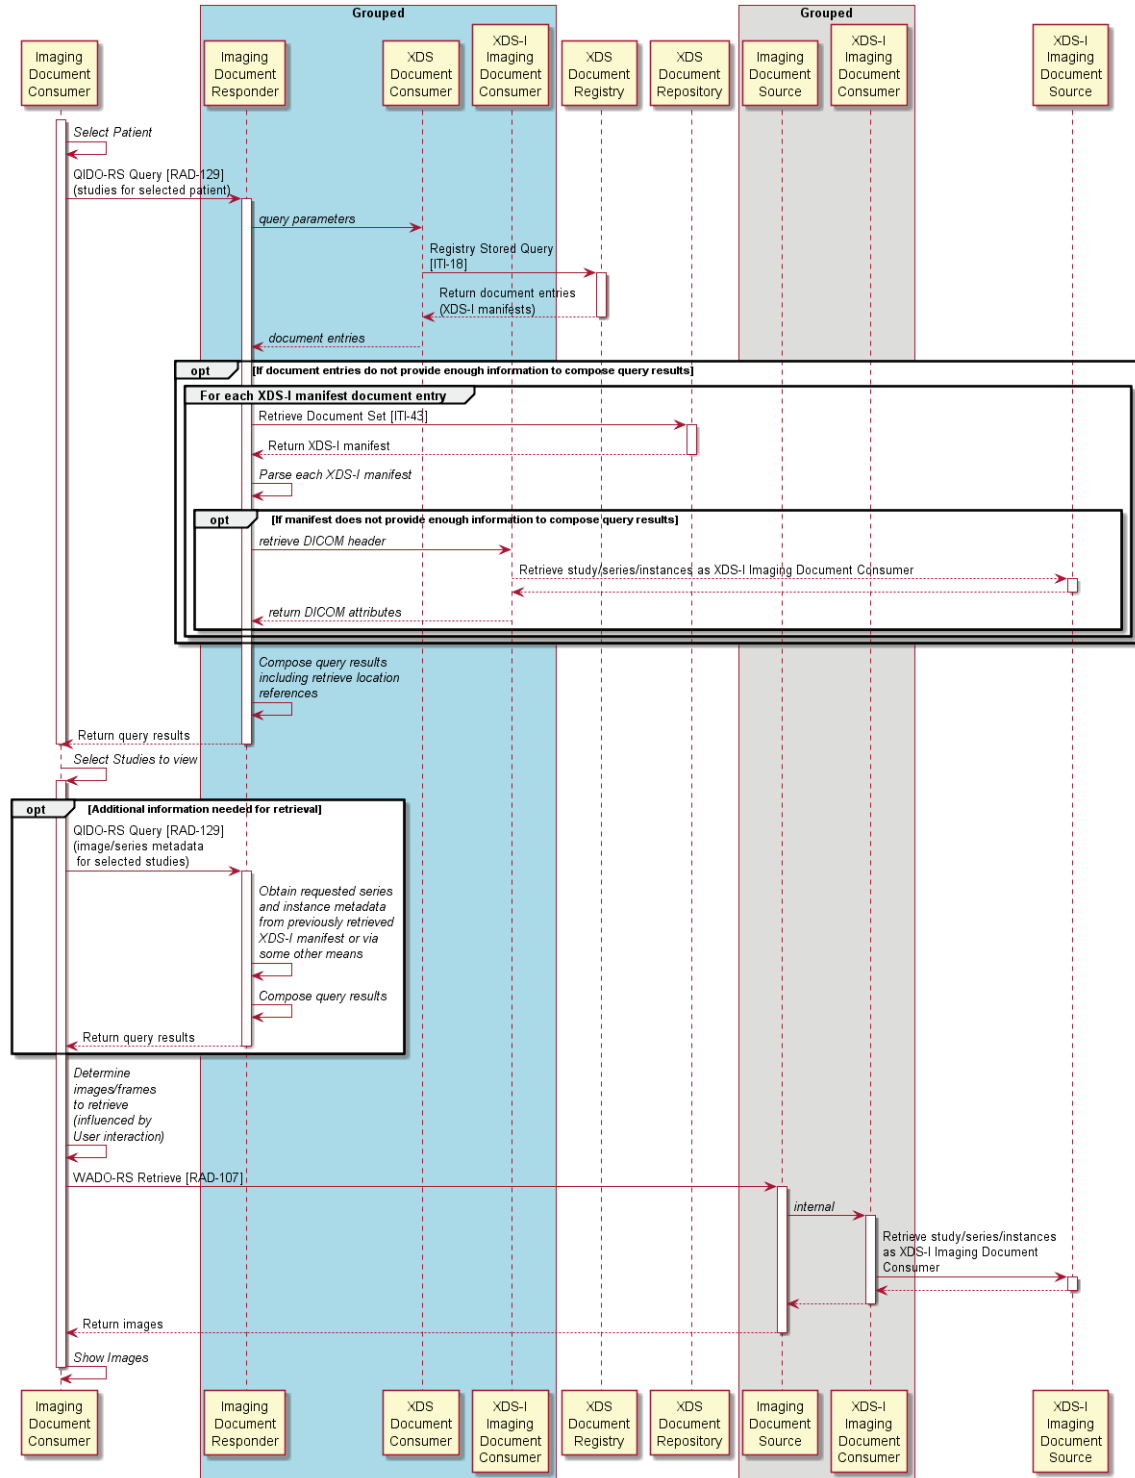 Grouped
Grouped
Imaging
Document
Consumer
Imaging
Document
Responder
XDS
Document
Consumer
XDS-I
Imaging
Document
Consumer
XDS
Document
Registry
XDS
Document
Repository
Imaging
Document
Source
XDS-I
Imaging
Document
Consumer
XDS-I
Imaging
Document
Source
Select Patient
QIDO-RS Query [RAD-129]
(studies for selected patient)
query parameters
Registry Stored Query
[ITI-18]
Return document entries
(XDS-I manifests)
document entries
opt
[If document entries do not provide enough information to compose query results]
For each XDS-I manifest document entry
Retrieve Document Set [ITI-43]
Return XDS-I manifest
Parse each XDS-I manifest
opt
[If manifest does not provide enough information to compose query results]
retrieve DICOM header
Retrieve study/series/instances as XDS-I Imaging Document Consumer
return DICOM attributes
Compose query results
including retrieve location
references
Return query results
Select Studies to view
opt
[Additional information needed for retrieval]
QIDO-RS Query [RAD-129]
(image/series metadata
for selected studies)
Obtain requested series
and instance metadata
from previously retrieved
XDS-I manifest or via
some other means
Compose query results
Return query results
Determine
images/frames
to retrieve
(influenced by
User interaction)
WADO-RS Retrieve [RAD-107]
internal
Retrieve study/series/instances
as XDS-I Imaging Document
Consumer
Return images
Show Images
Imaging
Document
Consumer
Imaging
Document
Responder
XDS
Document
Consumer
XDS-I
Imaging
Document
Consumer
XDS
Document
Registry
XDS
Document
Repository
Imaging
Document
Source
XDS-I
Imaging
Document
Consumer
XDS-I
Imaging
Document
Source